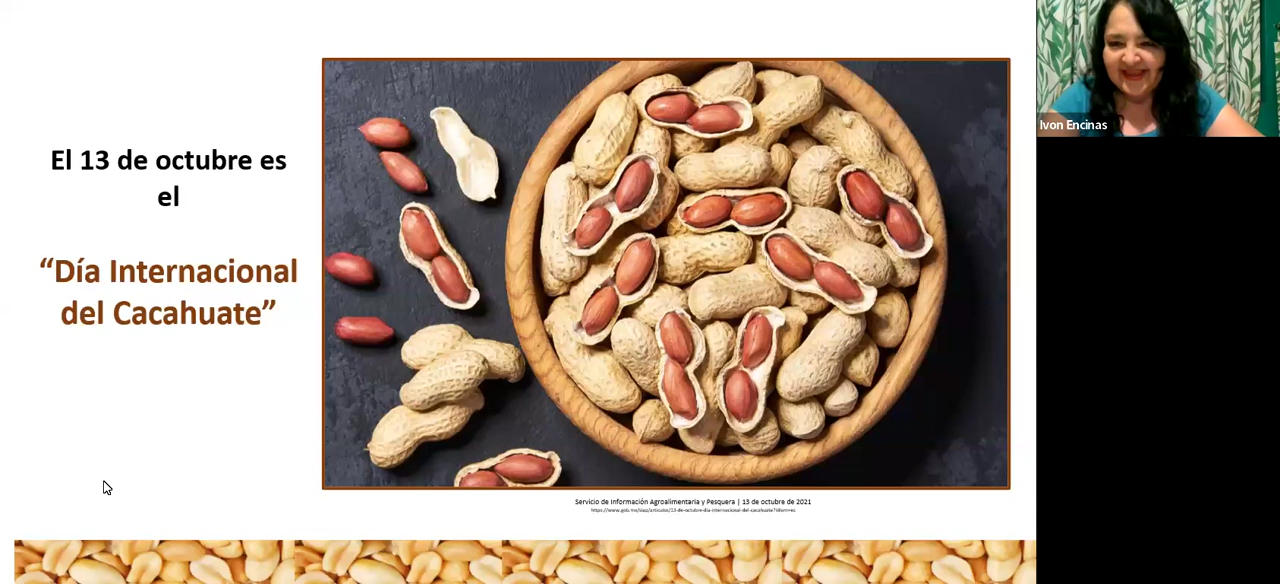 El 13 de octubre es
el
“Día Internacional
del Cacahuate”
Ivon Encinas
Servicio de Información Agroalimentaria y Pesquera | 13 de octubre de 2021